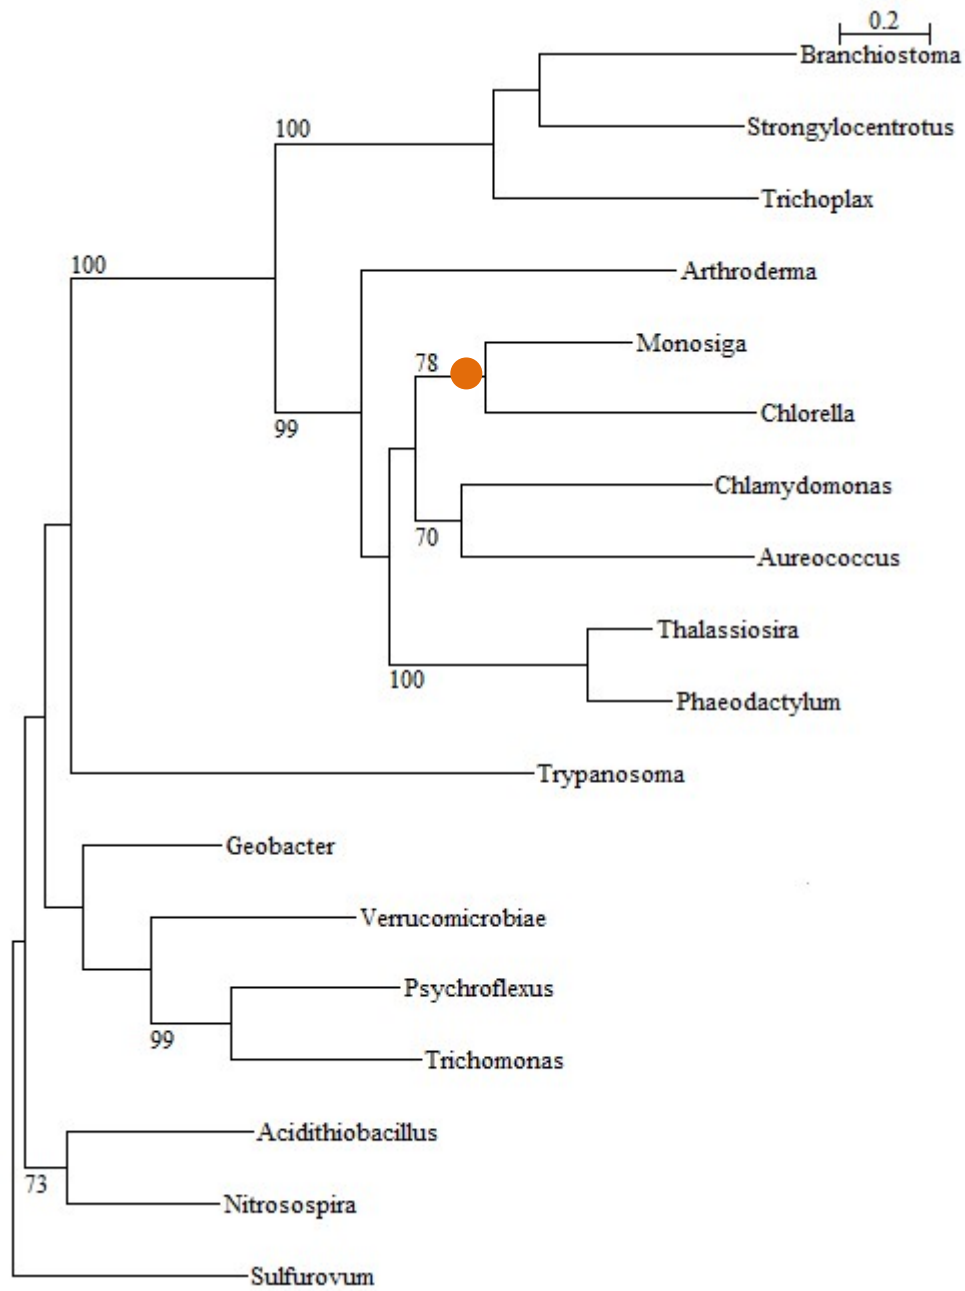 0.2
Branchiostoma
100
Strongylocentrotus
Trichoplax
100
Arthroderma
Monosiga
78
Chlorella
99
Chlamydomonas
70
Aureococcus
Thalassiosira
100
Phaeodactylum
Trypanosoma
Geobacter
Verrucomicrobiae
Psychroflexus
99
Trichomonas
Acidithiobacillus
73
Nitrosospira
Sulfurovum